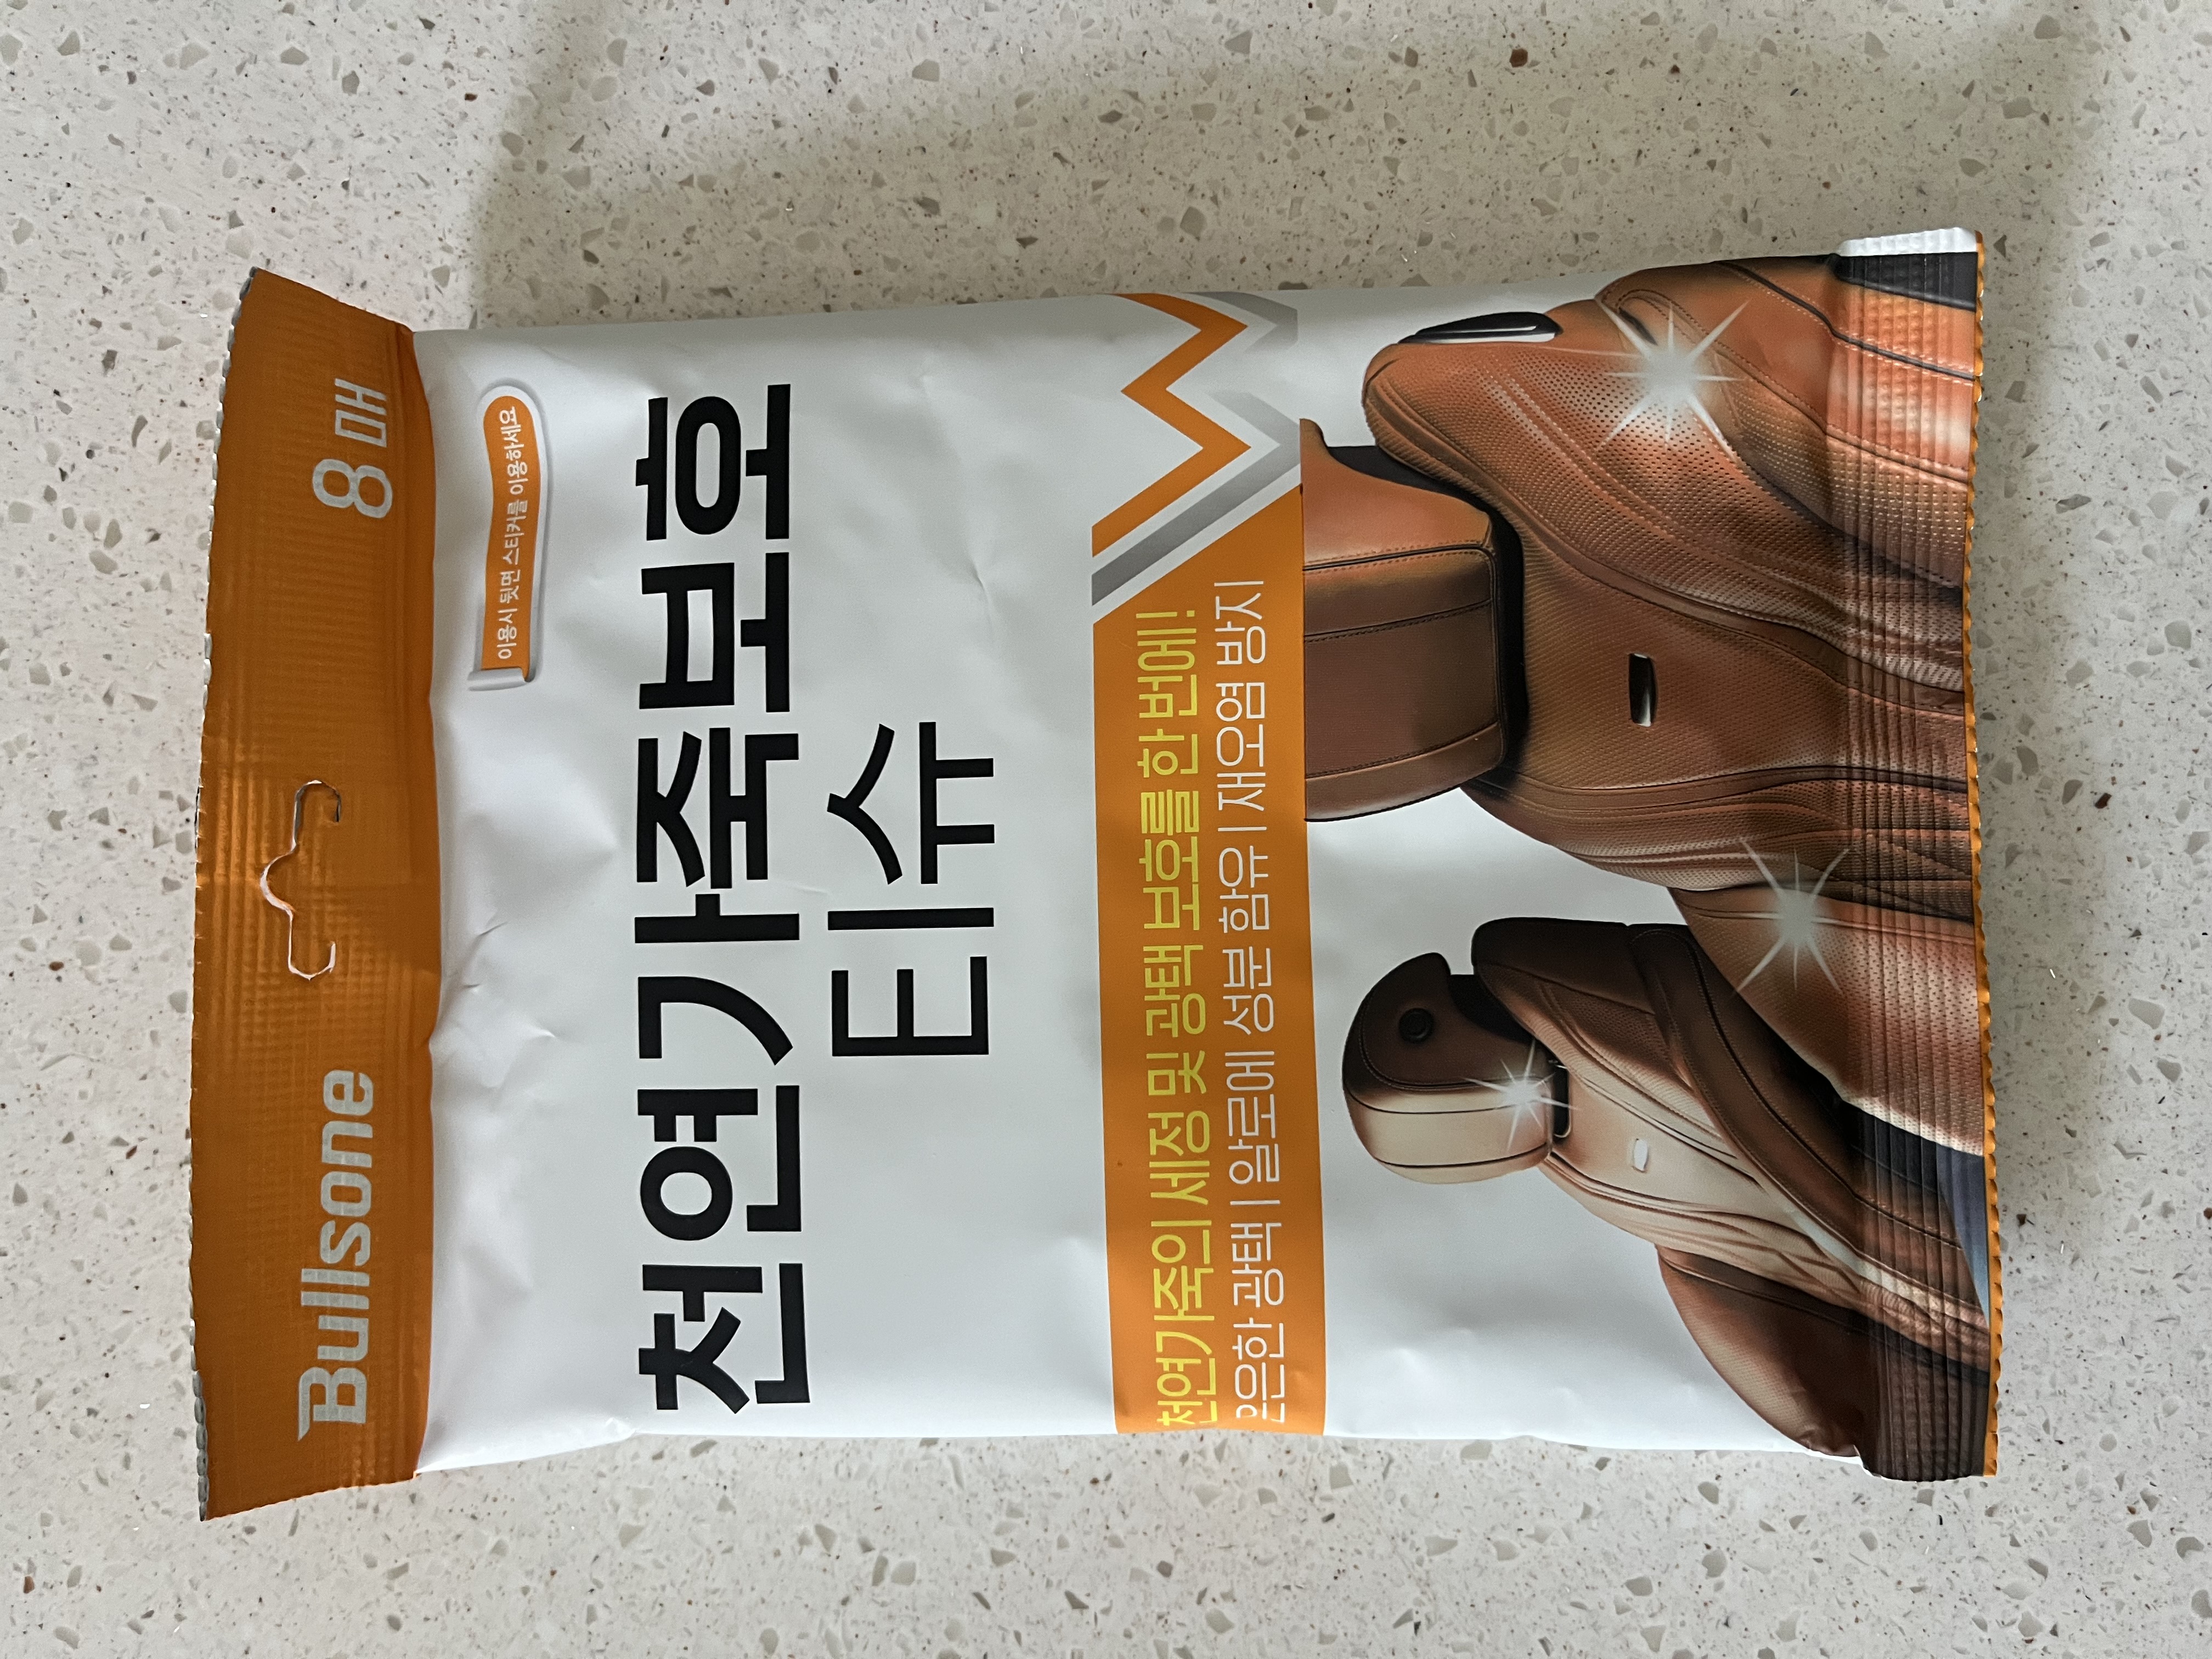 Bullsone
8 매
이용시 뒷면 스티커를 이용하세요
천연가죽보호
티슈
천연가죽의 세정 및 광택 보호를 한 번에!
은은한 광택 | 알로에 성분 함유 | 재오염 방지